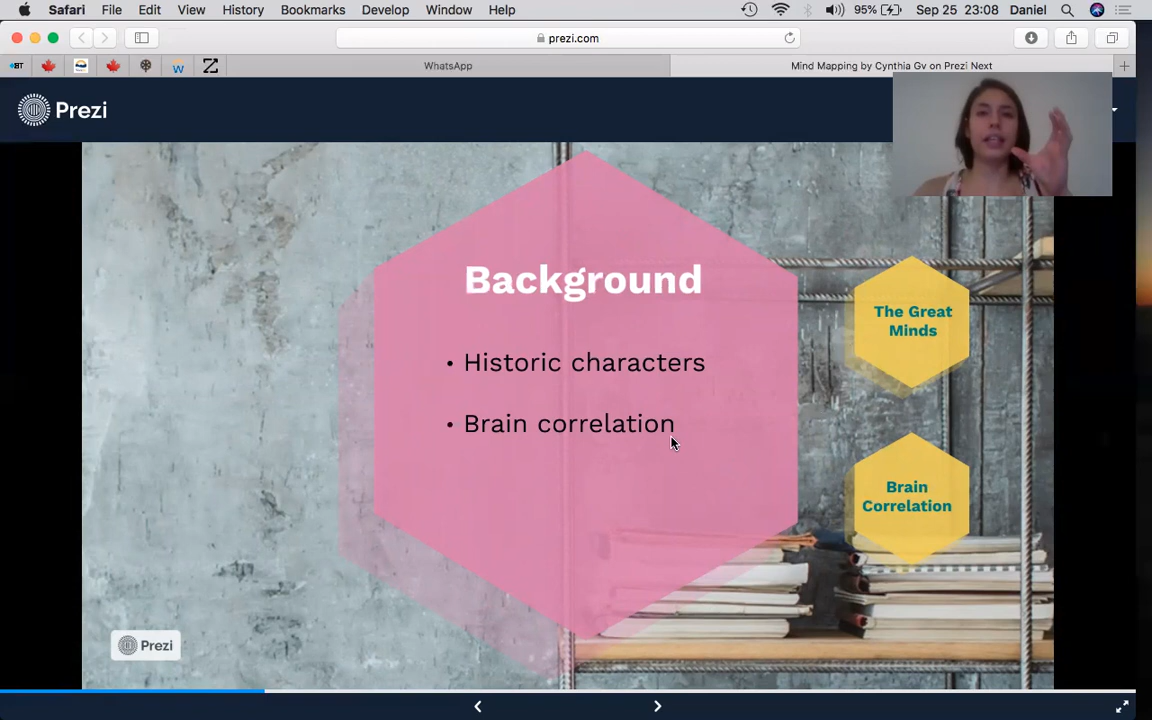 Safari File Edit View History Bookmarks Develop Window Help 95% Sep 25 23:08 Daniel
prezi.com
BT w Z WhatsApp Mind Mapping by Cynthia Gv on Prezi Next
Prezi
Background
• Historic characters
• Brain correlation
The Great
Minds
Brain
Correlation
Prezi